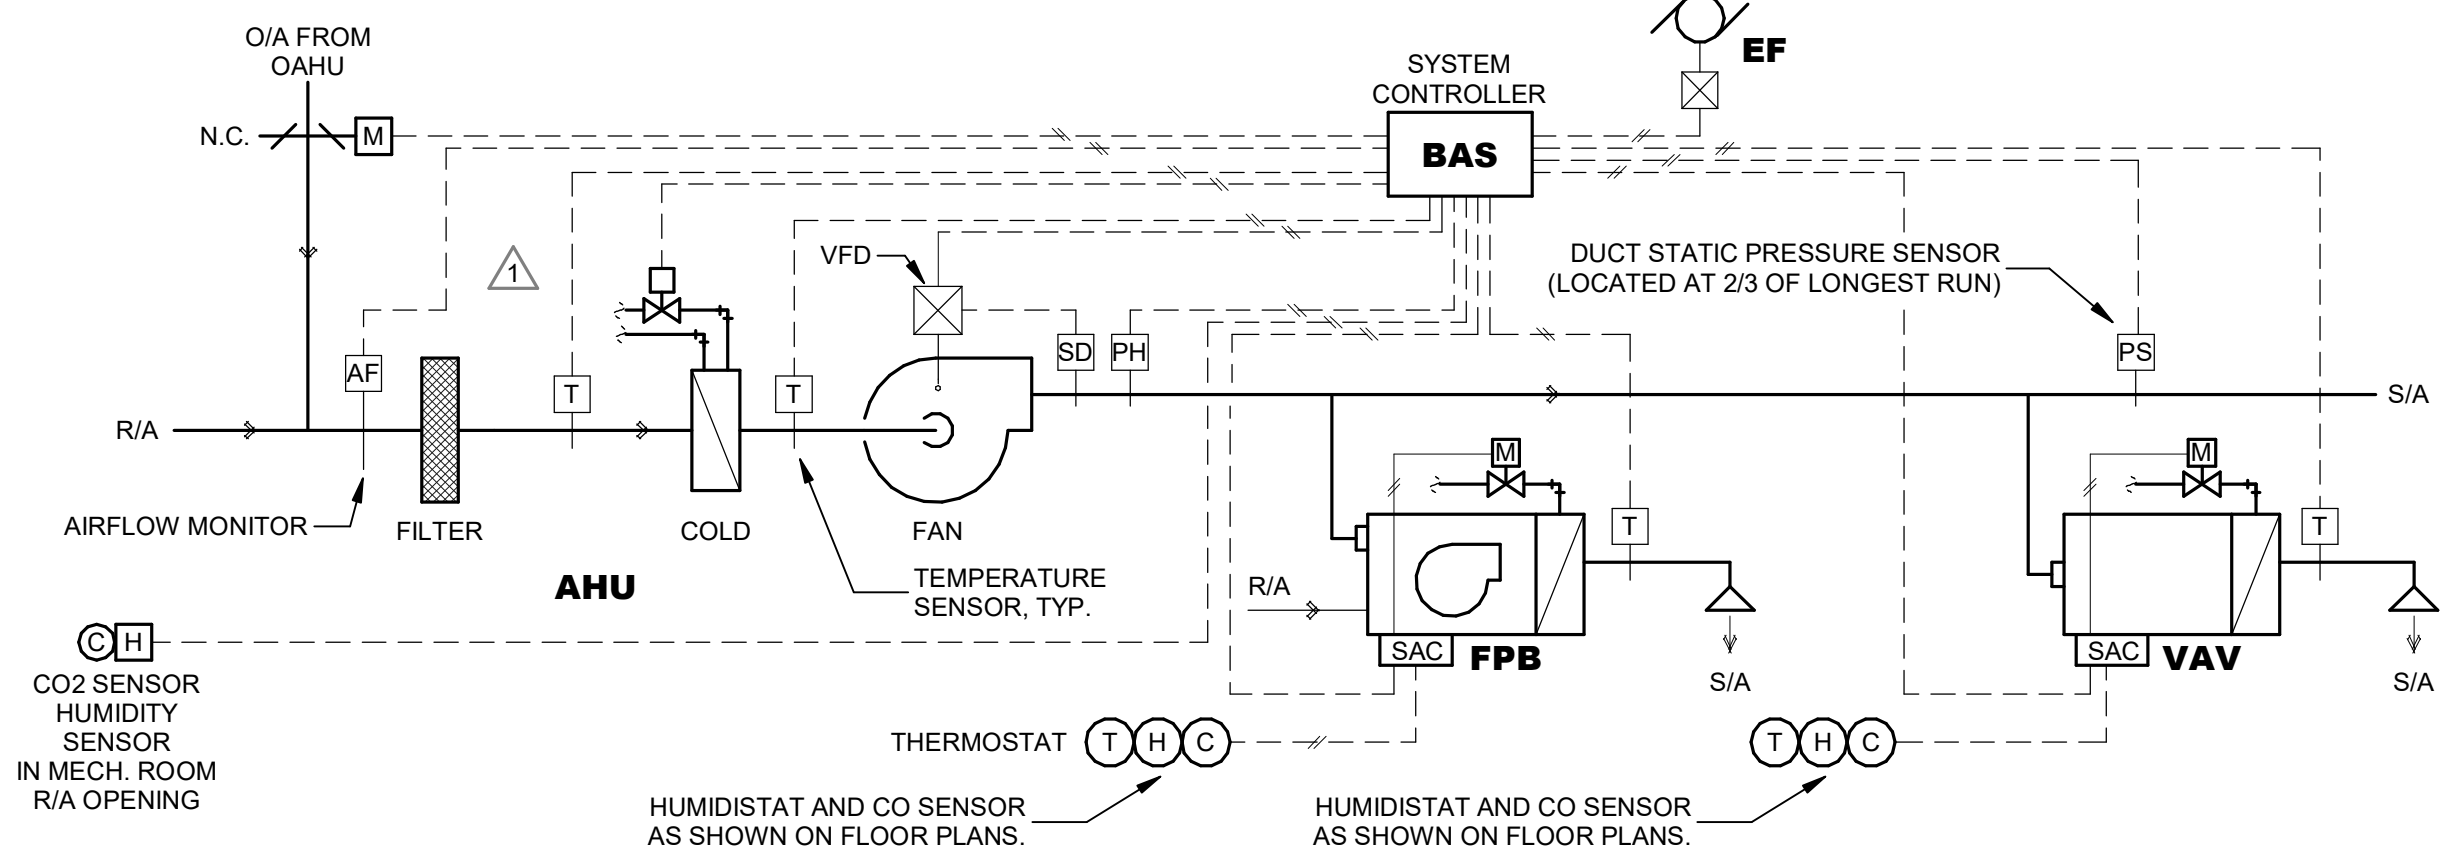 O/A FROM
OAHU
N.C.
M
SYSTEM
CONTROLLER
BAS
EF
1
VFD
DUCT STATIC PRESSURE SENSOR
(LOCATED AT 2/3 OF LONGEST RUN)
AF
T
T
SD
PH
PS
R/A
S/A
AIRFLOW MONITOR
FILTER
COLD
FAN
M
T
M
T
AHU
TEMPERATURE
SENSOR, TYP.
R/A
SAC
FPB
S/A
SAC
VAV
S/A
C H
CO2 SENSOR
HUMIDITY
SENSOR
IN MECH. ROOM
R/A OPENING
THERMOSTAT T H C
T H C
HUMIDISTAT AND CO SENSOR
AS SHOWN ON FLOOR PLANS.
HUMIDISTAT AND CO SENSOR
AS SHOWN ON FLOOR PLANS.